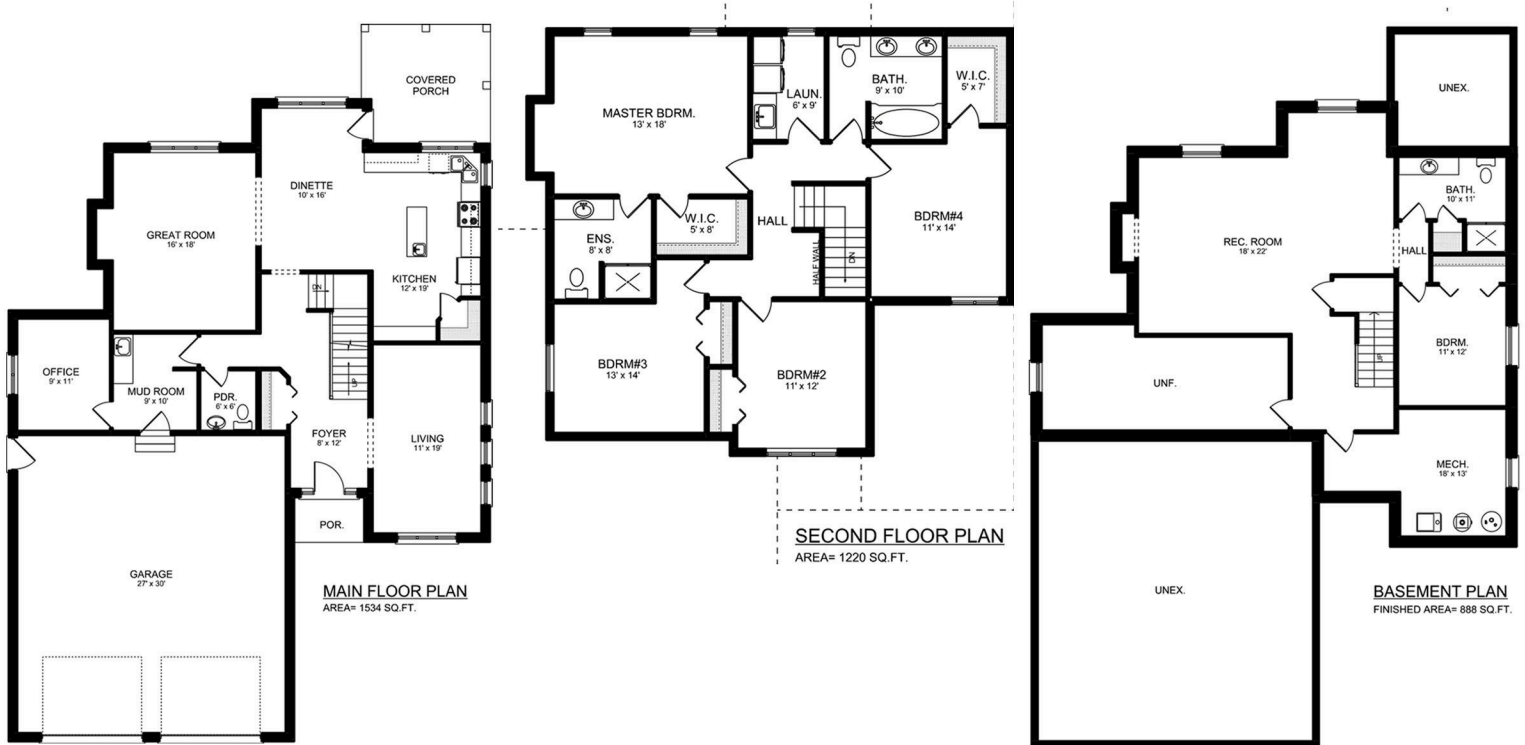 COVERED
PORCH
DINETTE
10' x 16'
GREAT ROOM
16' x 18'
KITCHEN
12' x 19'
DN
UP
OFFICE
9' x 11'
MUD ROOM
9' x 10'
PDR.
6' x 6'
FOYER
8' x 12'
LIVING
11' x 19'
POR.
GARAGE
27' x 30'
MAIN FLOOR PLAN
AREA= 1534 SQ.FT.
MASTER BDRM.
13' x 18'
LAUN.
6' x 9'
BATH.
9' x 10'
W.I.C.
5' x 7'
ENS.
8' x 8'
W.I.C.
5' x 8'
HALL
HALF WALL
DN
BDRM#4
11' x 14'
BDRM#3
13' x 14'
BDRM#2
11' x 12'
SECOND FLOOR PLAN
AREA= 1220 SQ.FT.
UNEX.
BATH.
10' x 11'
REC. ROOM
18' x 22'
HALL
BDRM.
11' x 12'
UP
UNF.
MECH.
18' x 13'
UNEX.
BASEMENT PLAN
FINISHED AREA= 888 SQ.FT.